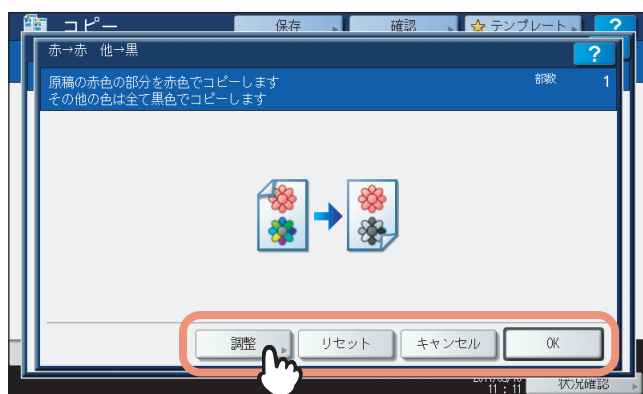 コピー
保存
確認
テンプレート
?
赤→赤 他→黒
?
原稿の赤色の部分を赤色でコピーします
その他の色は全て黒色でコピーします
部数 1
調整
リセット
キャンセル
OK
11 : 11
状況確認